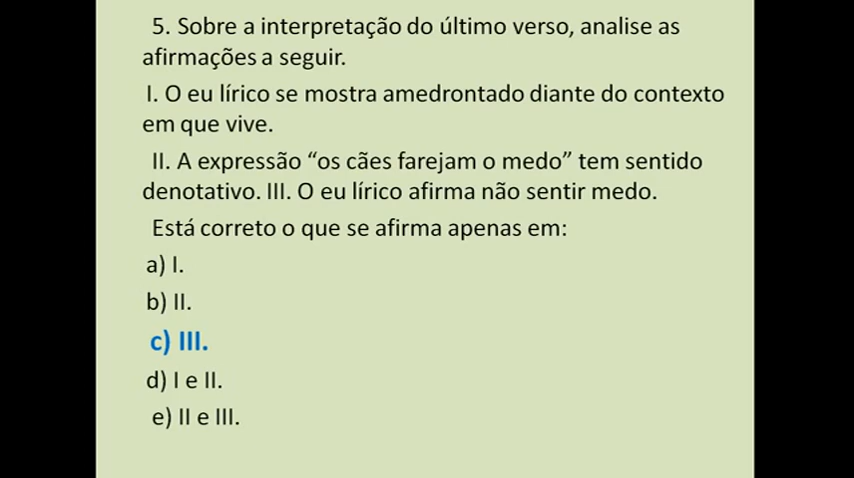 5. Sobre a interpretação do último verso, analise as
afirmações a seguir.
I. O eu lírico se mostra amedrontado diante do contexto
em que vive.
II. A expressão “os cães farejam o medo” tem sentido
denotativo. III. O eu lírico afirma não sentir medo.
Está correto o que se afirma apenas em:
a) I.
b) II.
c) III.
d) I e II.
e) II e III.